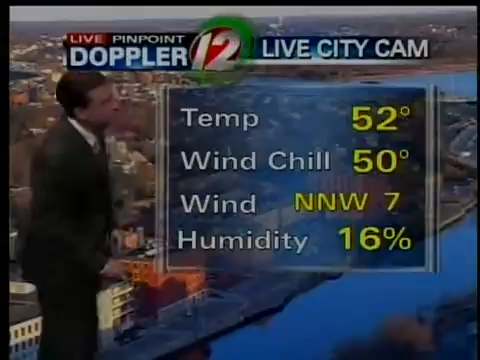 LIVE PINPOINT
DOPPLER 12 LIVE CITY CAM
Temp 52°
Wind Chill 50°
Wind NNW 7
Humidity 16%